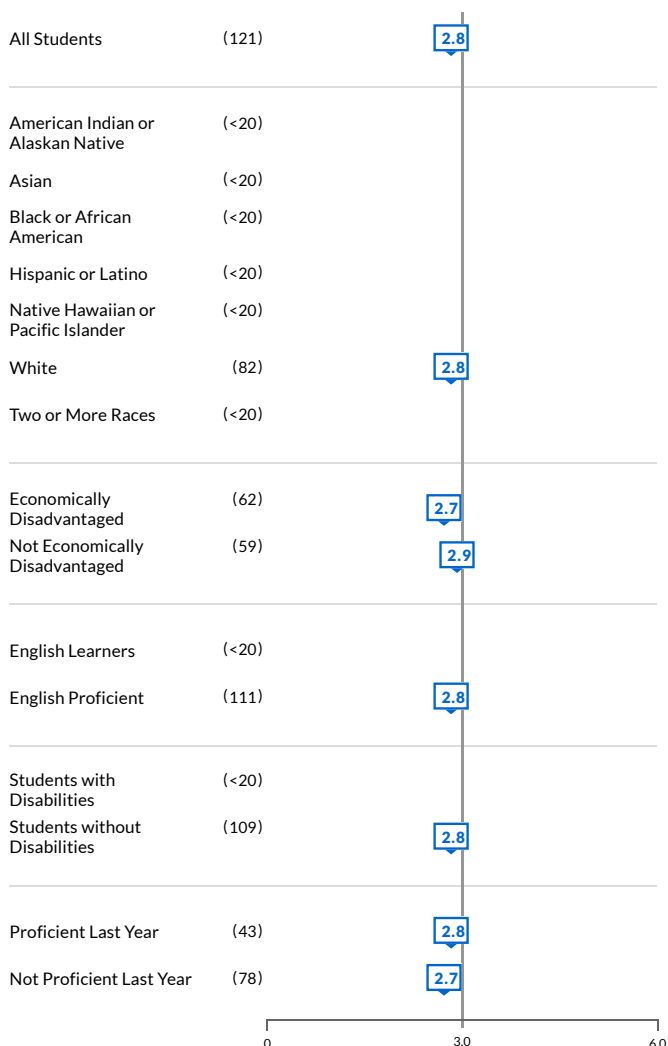 All Students (121) 2.8
American Indian or (<20)
Alaskan Native
Asian (<20)
Black or African (<20)
American
Hispanic or Latino (<20)
Native Hawaiian or (<20)
Pacific Islander
White (82) 2.8
Two or More Races (<20)
Economically (62) 2.7
Disadvantaged
Not Economically (59) 2.9
Disadvantaged
English Learners (<20)
English Proficient (111) 2.8
Students with (<20)
Disabilities
Students without (109) 2.8
Disabilities
Proficient Last Year (43) 2.8
Not Proficient Last Year (78) 2.7
0 3.0 6.0